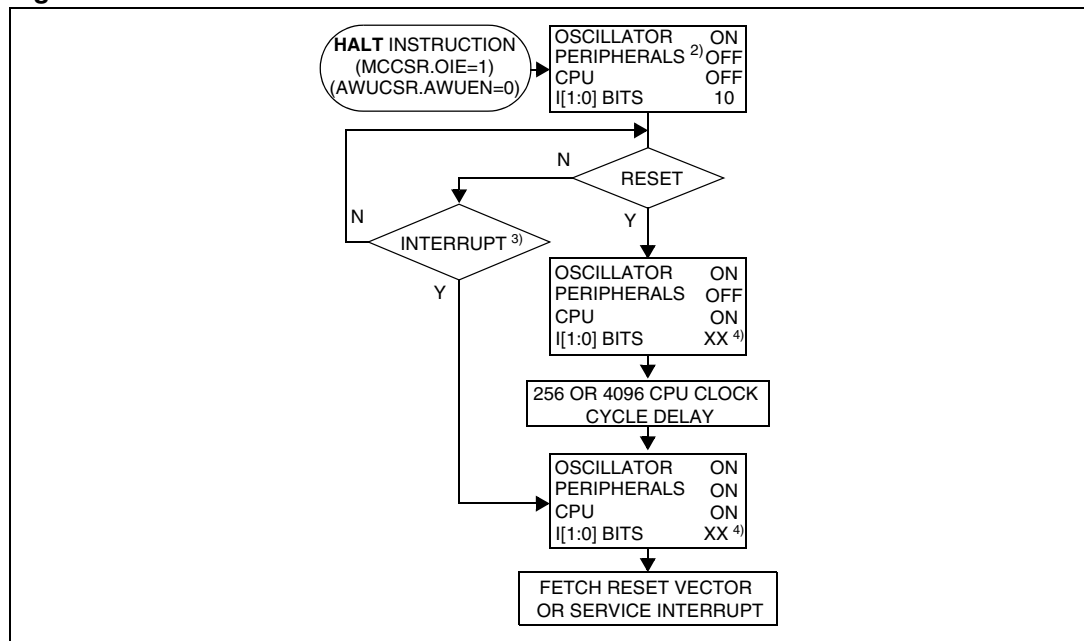 HALT INSTRUCTION
(MCCSR.OIE=1)
(AWUCSR.AWUEN=0)
OSCILLATOR ON
PERIPHERALS 2) OFF
CPU OFF
I[1:0] BITS 10
N
RESET
N
Y
INTERRUPT 3)
Y
OSCILLATOR ON
PERIPHERALS OFF
CPU ON
I[1:0] BITS XX 4)
256 OR 4096 CPU CLOCK
CYCLE DELAY
OSCILLATOR ON
PERIPHERALS ON
CPU ON
I[1:0] BITS XX 4)
FETCH RESET VECTOR
OR SERVICE INTERRUPT